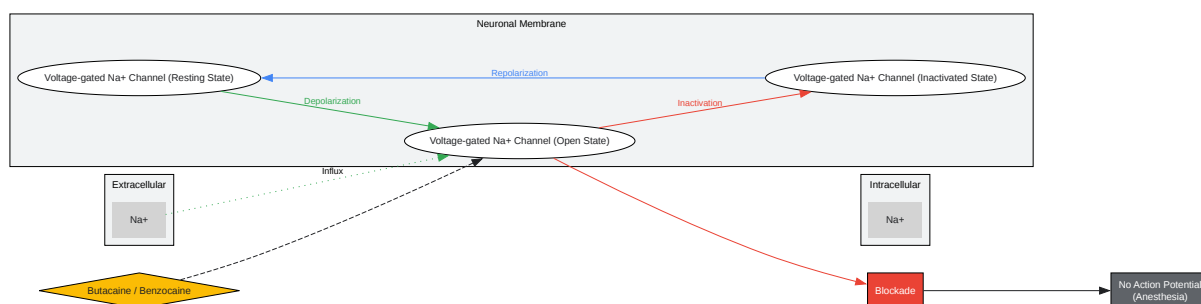 Neuronal Membrane
Voltage-gated Na+ Channel (Resting State)
Repolarization
Voltage-gated Na+ Channel (Inactivated State)
Depolarization
Inactivation
Voltage-gated Na+ Channel (Open State)
Influx
Extracellular
Na+
Intracellular
Na+
Butacaine / Benzocaine
Blockade
No Action Potential
(Anesthesia)